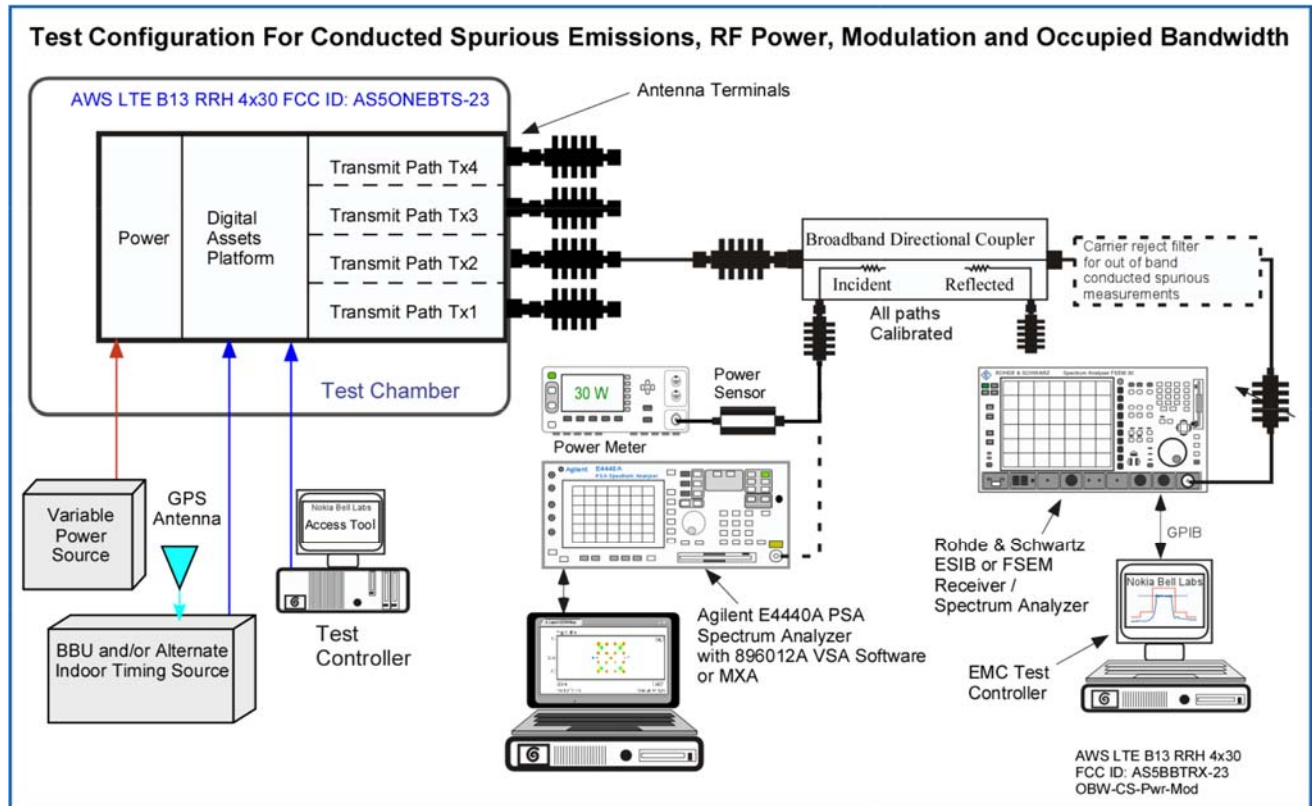 Test Configuration For Conducted Spurious Emissions, RF Power, Modulation and Occupied Bandwidth
AWS LTE B13 RRH 4x30 FCC ID: AS5ONEBTS-23
Antenna Terminals
Power
Digital
Assets
Platform
Transmit Path Tx4
Transmit Path Tx3
Transmit Path Tx2
Transmit Path Tx1
Test Chamber
Broadband Directional Coupler
Incident
Reflected
All paths
Calibrated
Carrier reject filter
for out of band
conducted spurious
measurements
30 W
Power
Sensor
Power Meter
ROHDE & SCHWARZ
Agilent
E4440A
PSA Spectrum Analyzer
Variable
Power
Source
GPS
Antenna
Nokia Bell Labs
Access Tool
Test
Controller
BBU and/or Alternate
Indoor Timing Source
Agilent E4440A PSA
Spectrum Analyzer
with 896012A VSA Software
or MXA
Rohde & Schwartz
ESIB or FSEM
Receiver /
Spectrum Analyzer
GPIB
Nokia Bell Labs
EMC Test
Controller
AWS LTE B13 RRH 4x30
FCC ID: AS5BBTRX-23
OBW-CS-Pwr-Mod